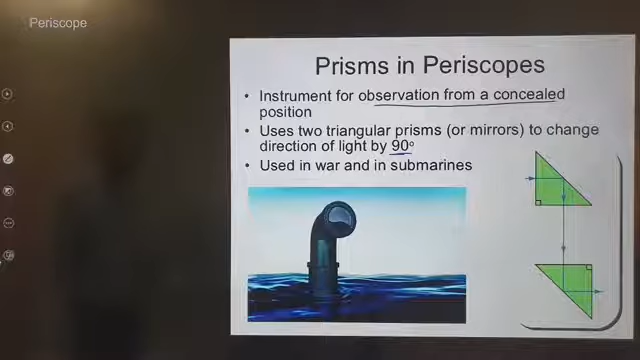 Periscope
Prisms in Periscopes
• Instrument for observation from a concealed
position
• Uses two triangular prisms (or mirrors) to change
direction of light by 90°
• Used in war and in submarines